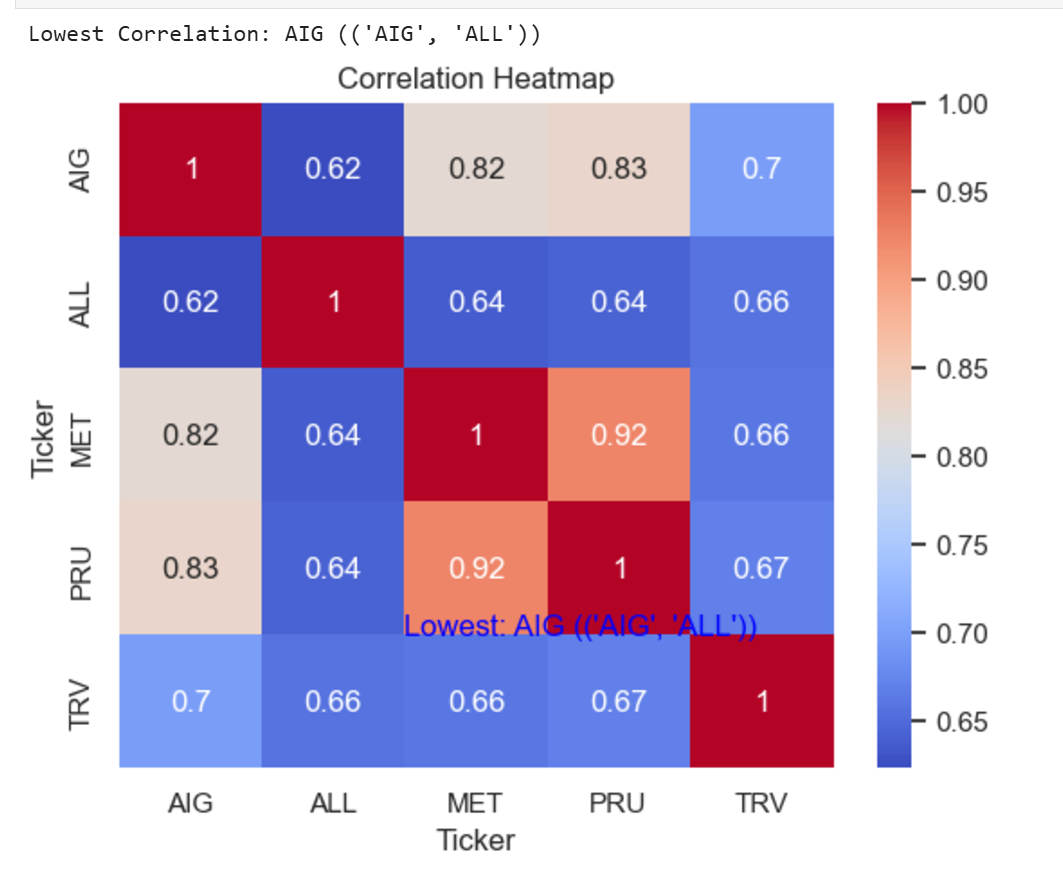 Lowest Correlation: AIG (('AIG', 'ALL'))
Correlation Heatmap
1.00
AIG 1 0.62 0.82 0.83 0.7
0.95
0.90
ALL 0.62 1 0.64 0.64 0.66
0.85
Ticker
MET 0.82 0.64 1 0.92 0.66
0.80
0.75
PRU 0.83 0.64 0.92 1 0.67
Lowest: AIG (('AIG', 'ALL'))
0.70
TRV 0.7 0.66 0.66 0.67 1
0.65
AIG ALL MET PRU TRV
Ticker